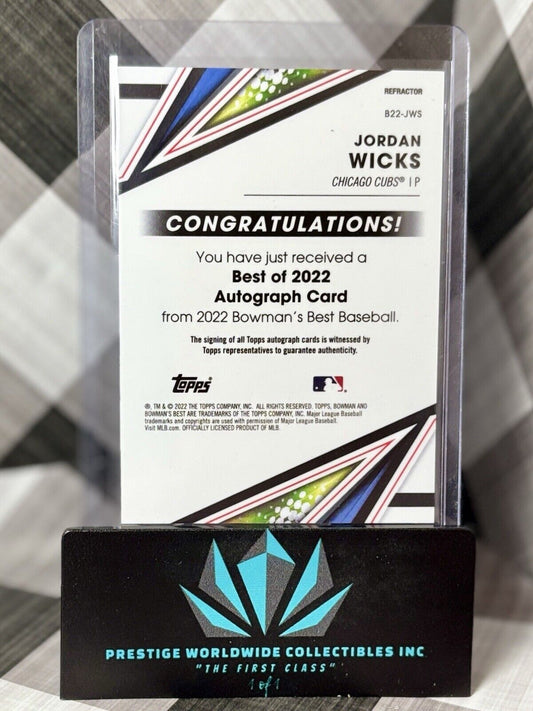 REFRACTOR
B22-JWS
JORDAN
WICKS
CHICAGO CUBS® | P
CONGRATULATIONS!
You have just received a
Best of 2022
Autograph Card
from 2022 Bowman's Best Baseball.
The signing of all Topps autograph cards is witnessed by
Topps representatives to guarantee authenticity.
topps
®, TM & © 2022 THE TOPPS COMPANY, INC. ALL RIGHTS RESERVED. TOPPS, BOWMAN AND
BOWMAN'S BEST ARE TRADEMARKS OF THE TOPPS COMPANY, INC. Major League Baseball
trademarks and copyrights are used with permission of Major League Baseball.
Visit MLB.com. OFFICIALLY LICENSED PRODUCT OF MLB.
PRESTIGE WORLDWIDE COLLECTIBLES INC
"THE FIRST CLASS"
1 of 1